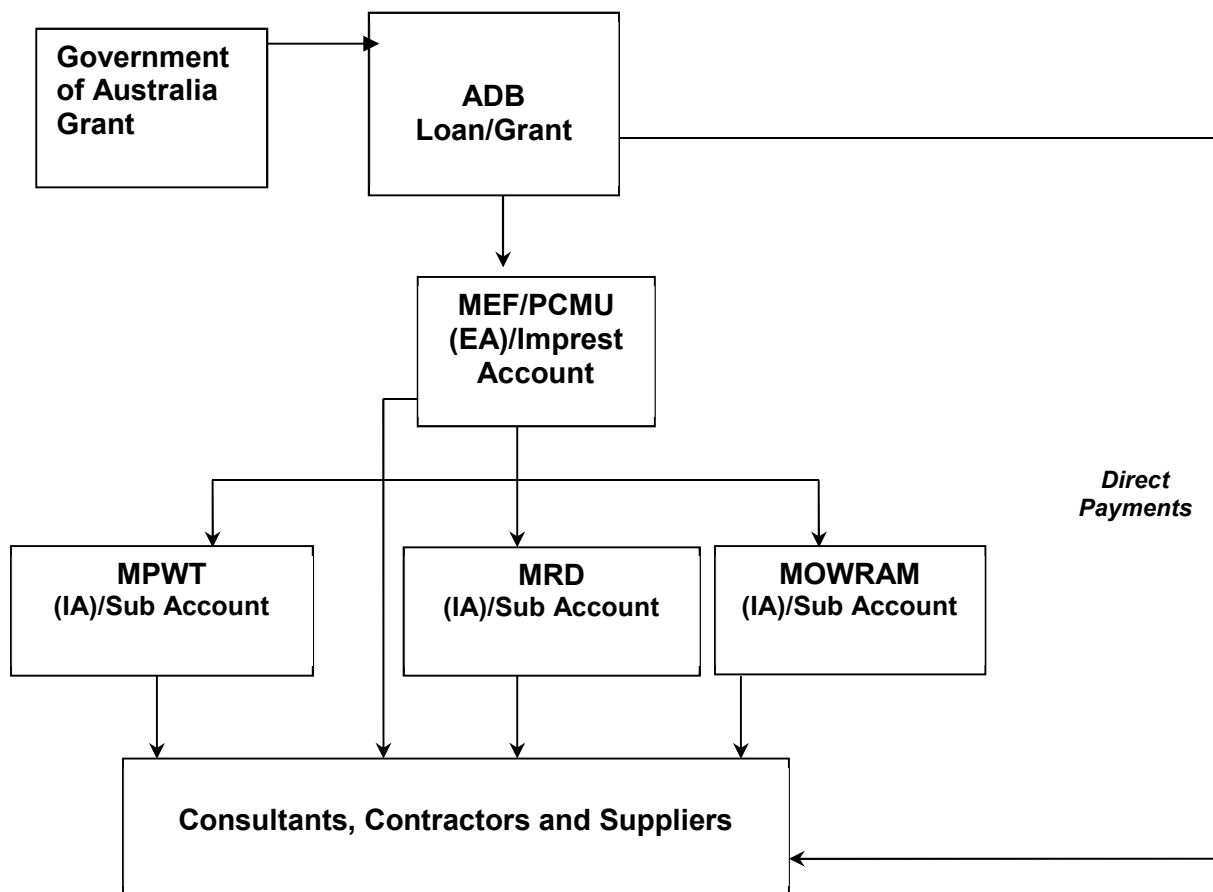 Government
of Australia
Grant
ADB
Loan/Grant
MEF/PCMU
(EA)/Imprest
Account
Direct
Payments
MPWT
(IA)/Sub Account
MRD
(IA)/Sub Account
MOWRAM
(IA)/Sub Account
Consultants, Contractors and Suppliers